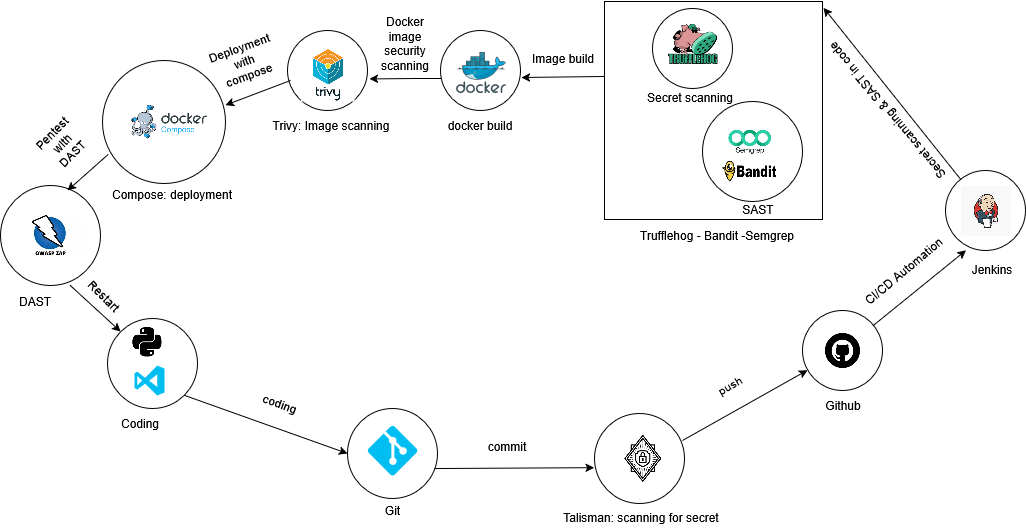 Docker
image
security
scanning
Deployment
with
compose
trivy
Trivy: Image scanning
docker
docker build
Image build
TRUFFLEHOG
Secret scanning
Semgrep
Bandit
SAST
Trufflehog - Bandit -Semgrep
Secret scanning & SAST in code
docker
Compose
Compose: deployment
Pentest
with
DAST
OWASP ZAP
DAST
Restart
Coding
coding
Git
commit
Talisman: scanning for secret
push
Github
CI/CD Automation
Jenkins